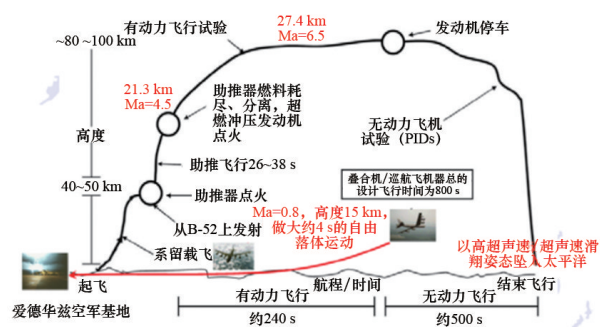 27.4 km
Ma=6.5
有动力飞行试验
发动机停车
~80～100 km
21.3 km
Ma=4.5
助推器燃料耗
尽、分离，超
燃冲压发动机
点火
高度
无动力飞机
试验（PIDs）
助推飞行26~38 s
叠合机/巡航飞机器总的
设计飞行时间为800 s
40~50 km
助推器点火
从B-52上发射
Ma=0.8，高度15 km，
做大约4 s的自由
落体运动
系留载飞
以高超声速/超声速滑
翔姿态坠入太平洋
起飞
航程/时间
结束飞行
爱德华兹空军基地
有动力飞行
无动力飞行
约240 s
约500 s